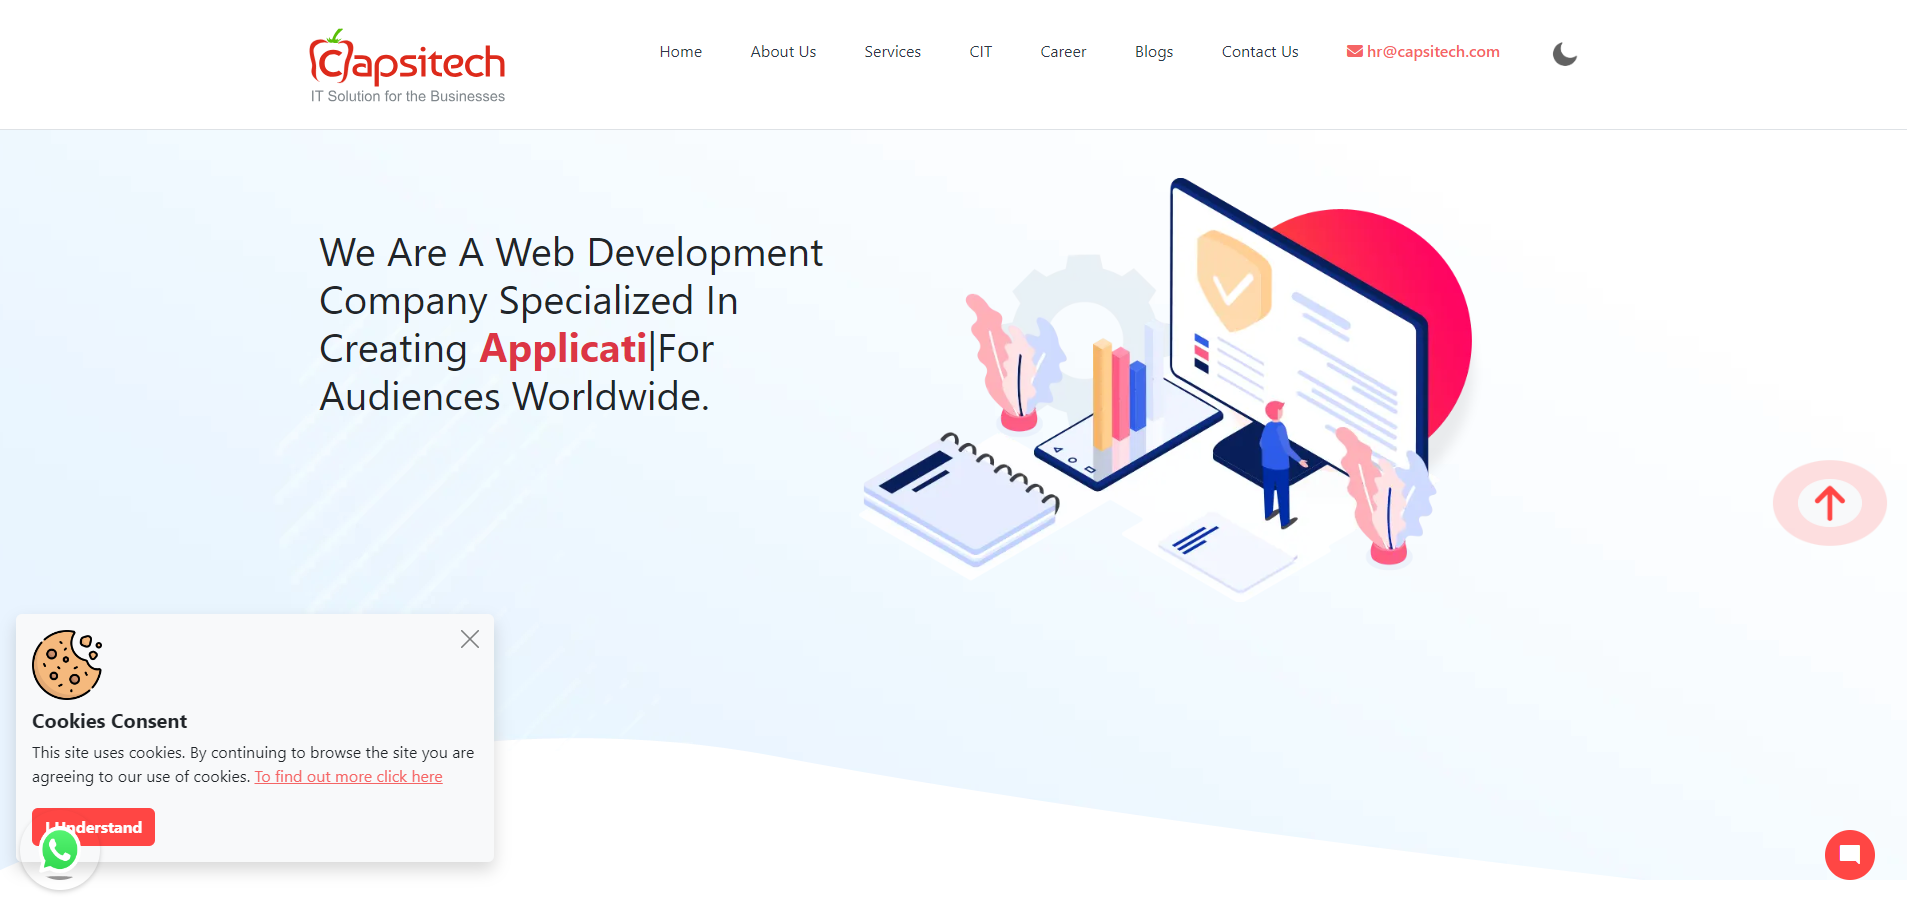 Capsitech
IT Solution for the Businesses
Home About Us Services CIT Career Blogs Contact Us hr@capsitech.com
We Are A Web Development
Company Specialized In
Creating Applicati|For
Audiences Worldwide.
Cookies Consent
This site uses cookies. By continuing to browse the site you are
agreeing to our use of cookies. To find out more click here
I Understand